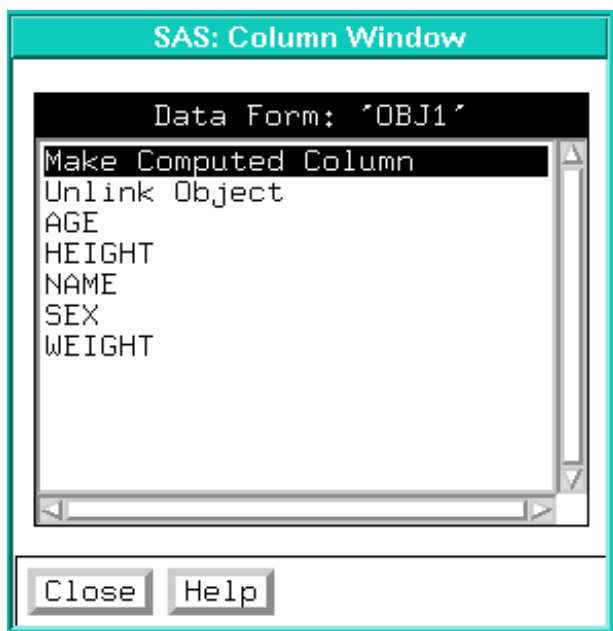 SAS: Column Window
Data Form: ´OBJ1´
Make Computed Column
Unlink Object
AGE
HEIGHT
NAME
SEX
WEIGHT
Close Help